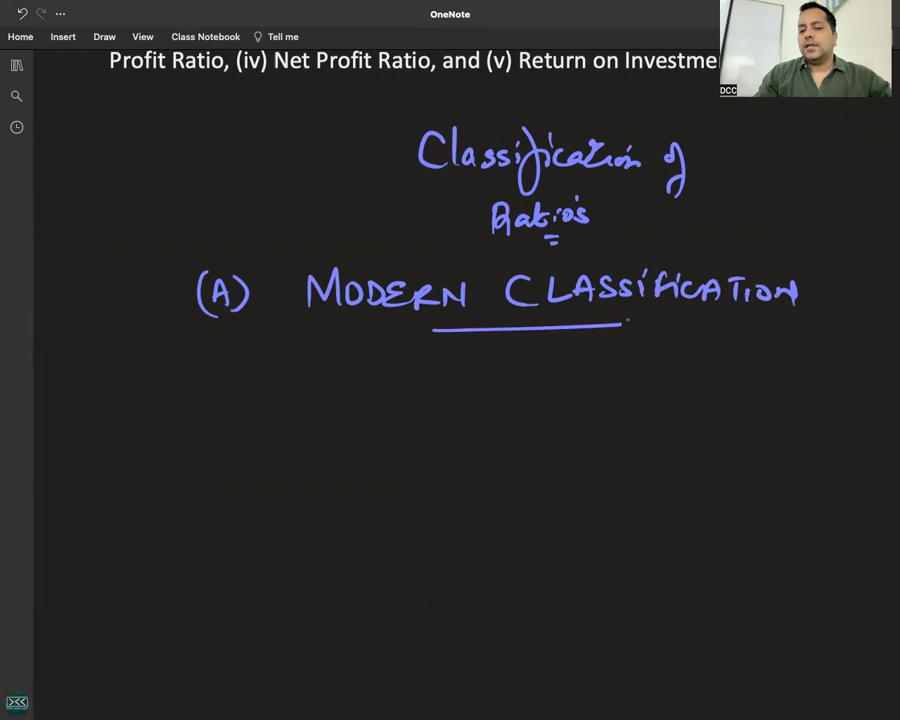 OneNote
Home Insert Draw View Class Notebook Tell me
Profit Ratio, (iv) Net Profit Ratio, and (v) Return on Investme
DCC
Classification of
Ratio's
(A) MODERN CLASSIFICATION